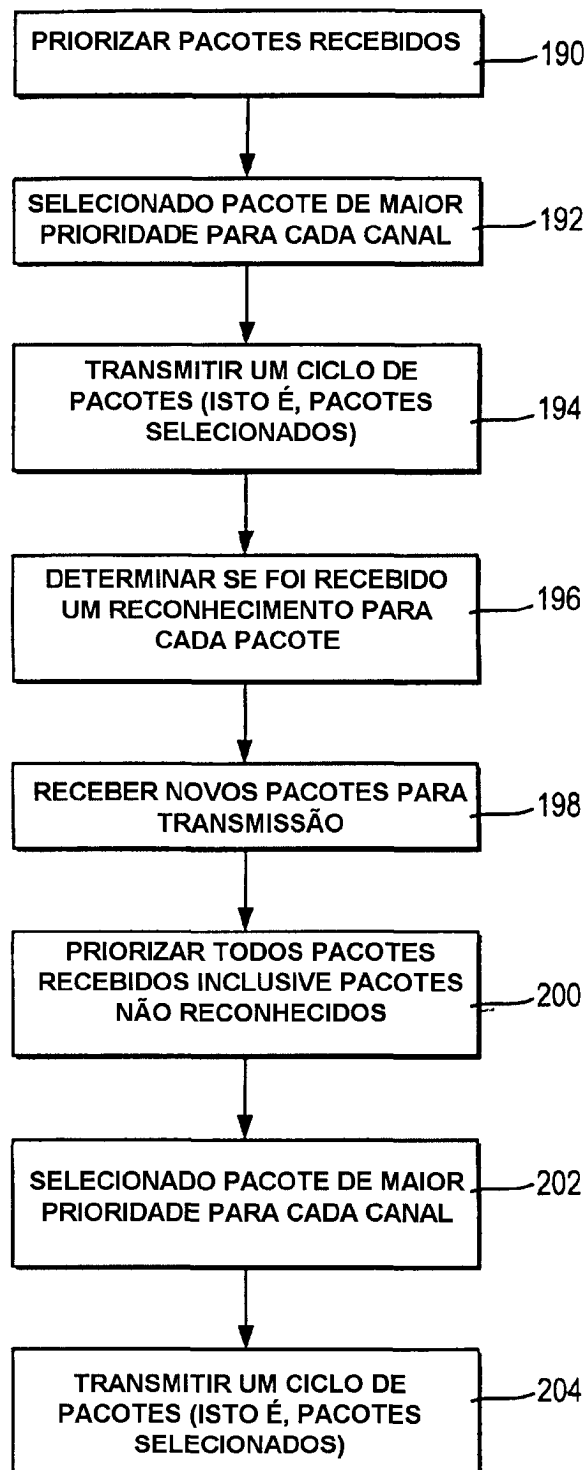 PRIORIZAR PACOTES RECEBIDOS
190
SELECIONADO PACOTE DE MAIOR
PRIORIDADE PARA CADA CANAL
192
TRANSMITIR UM CICLO DE
PACOTES (ISTO É, PACOTES
SELECIONADOS)
194
DETERMINAR SE FOI RECEBIDO
UM RECONHECIMENTO PARA
CADA PACOTE
196
RECEBER NOVOS PACOTES PARA
TRANSMISSÃO
198
PRIORIZAR TODOS PACOTES
RECEBIDOS INCLUSIVE PACOTES
NÃO RECONHECIDOS
200
SELECIONADO PACOTE DE MAIOR
PRIORIDADE PARA CADA CANAL
202
TRANSMITIR UM CICLO DE
PACOTES (ISTO É, PACOTES
SELECIONADOS)
204